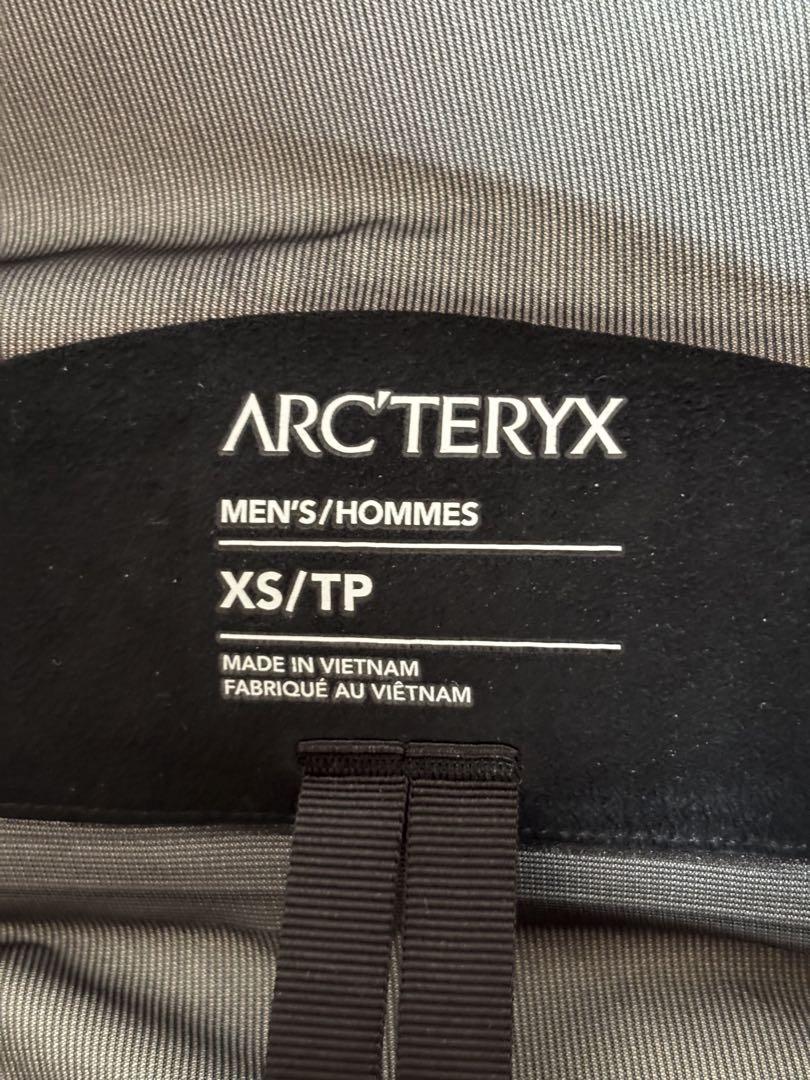 ARC'TERYX
MEN'S/HOMMES
XS/TP
MADE IN VIETNAM
FABRIQUÉ AU VIÊTNAM